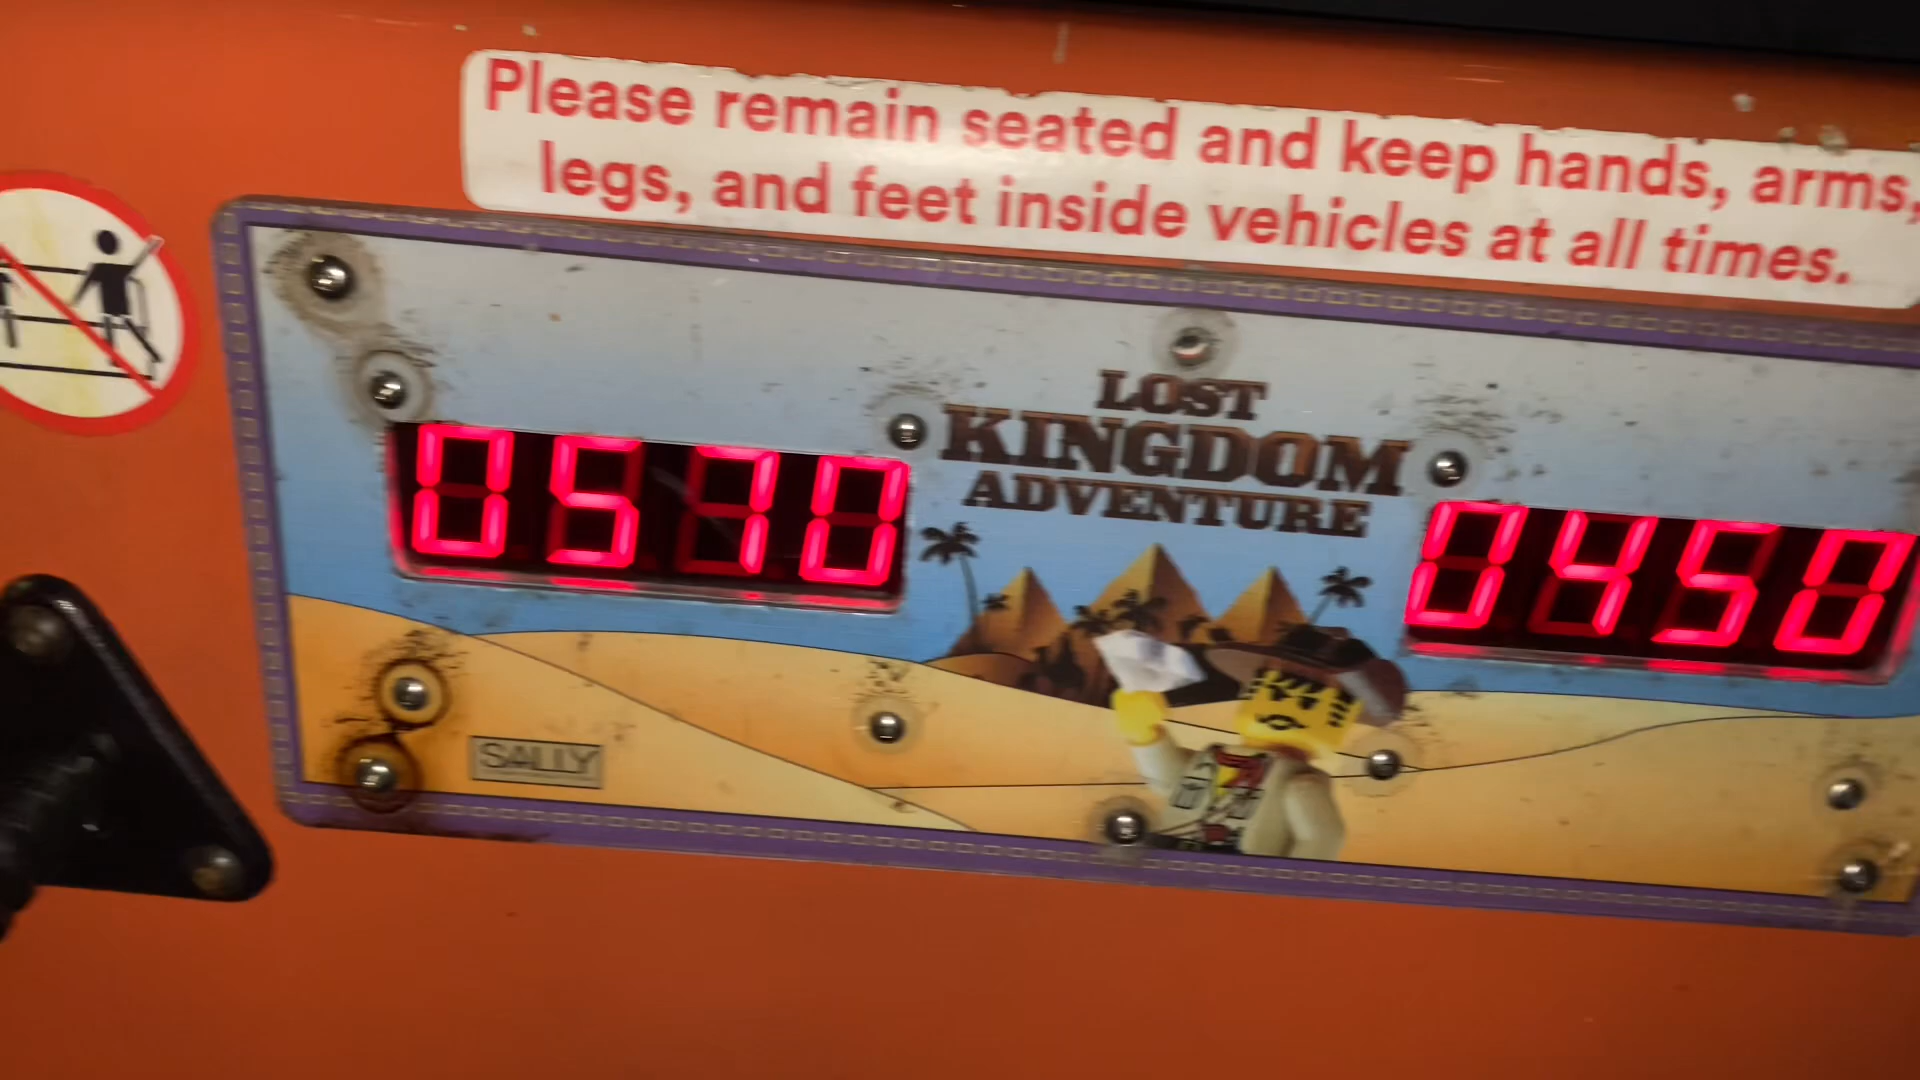 Please remain seated and keep hands, arms,
legs, and feet inside vehicles at all times.
LOST
KINGDOM
ADVENTURE
0570
0450
SALLY